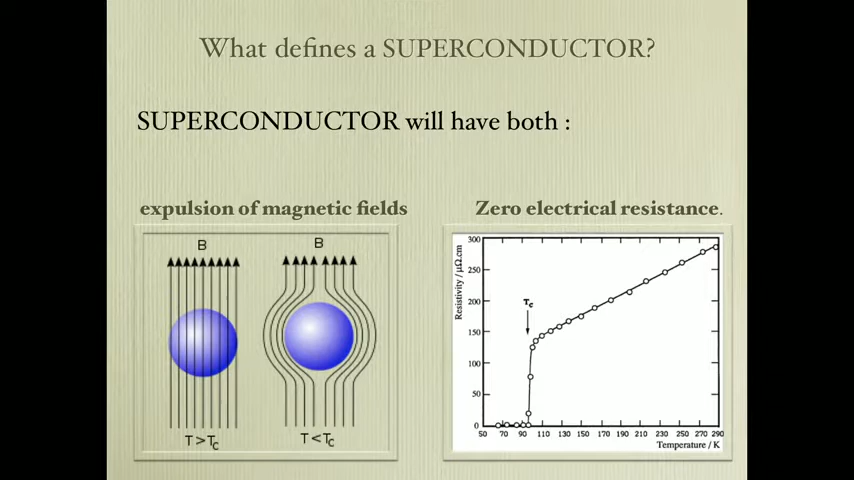 What defines a SUPERCONDUCTOR?
SUPERCONDUCTOR will have both :
expulsion of magnetic fields
B B
T>TC T<TC
Zero electrical resistance.
Resistivity / μΩ.cm
300
250
200
150
100
50
0
Tc
50 70 90 110 130 150 170 190 210 230 250 270 290
Temperature / K